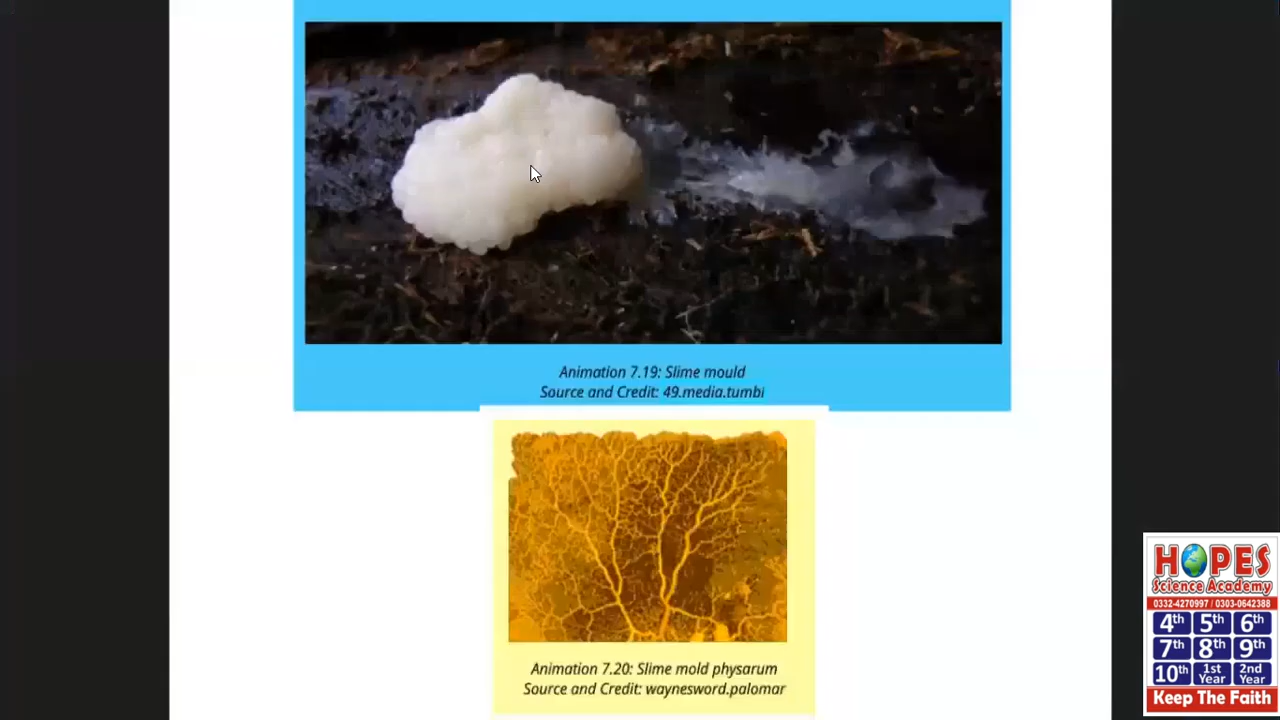 Animation 7.19: Slime mould
Source and Credit: 49.media.tumbl
Animation 7.20: Slime mold physarum
Source and Credit: waynesword.palomar
HOPES
Science Academy
0332-4270997 / 0303-0642388
4th 5th 6th
7th 8th 9th
10th 1st Year 2nd Year
Keep The Faith